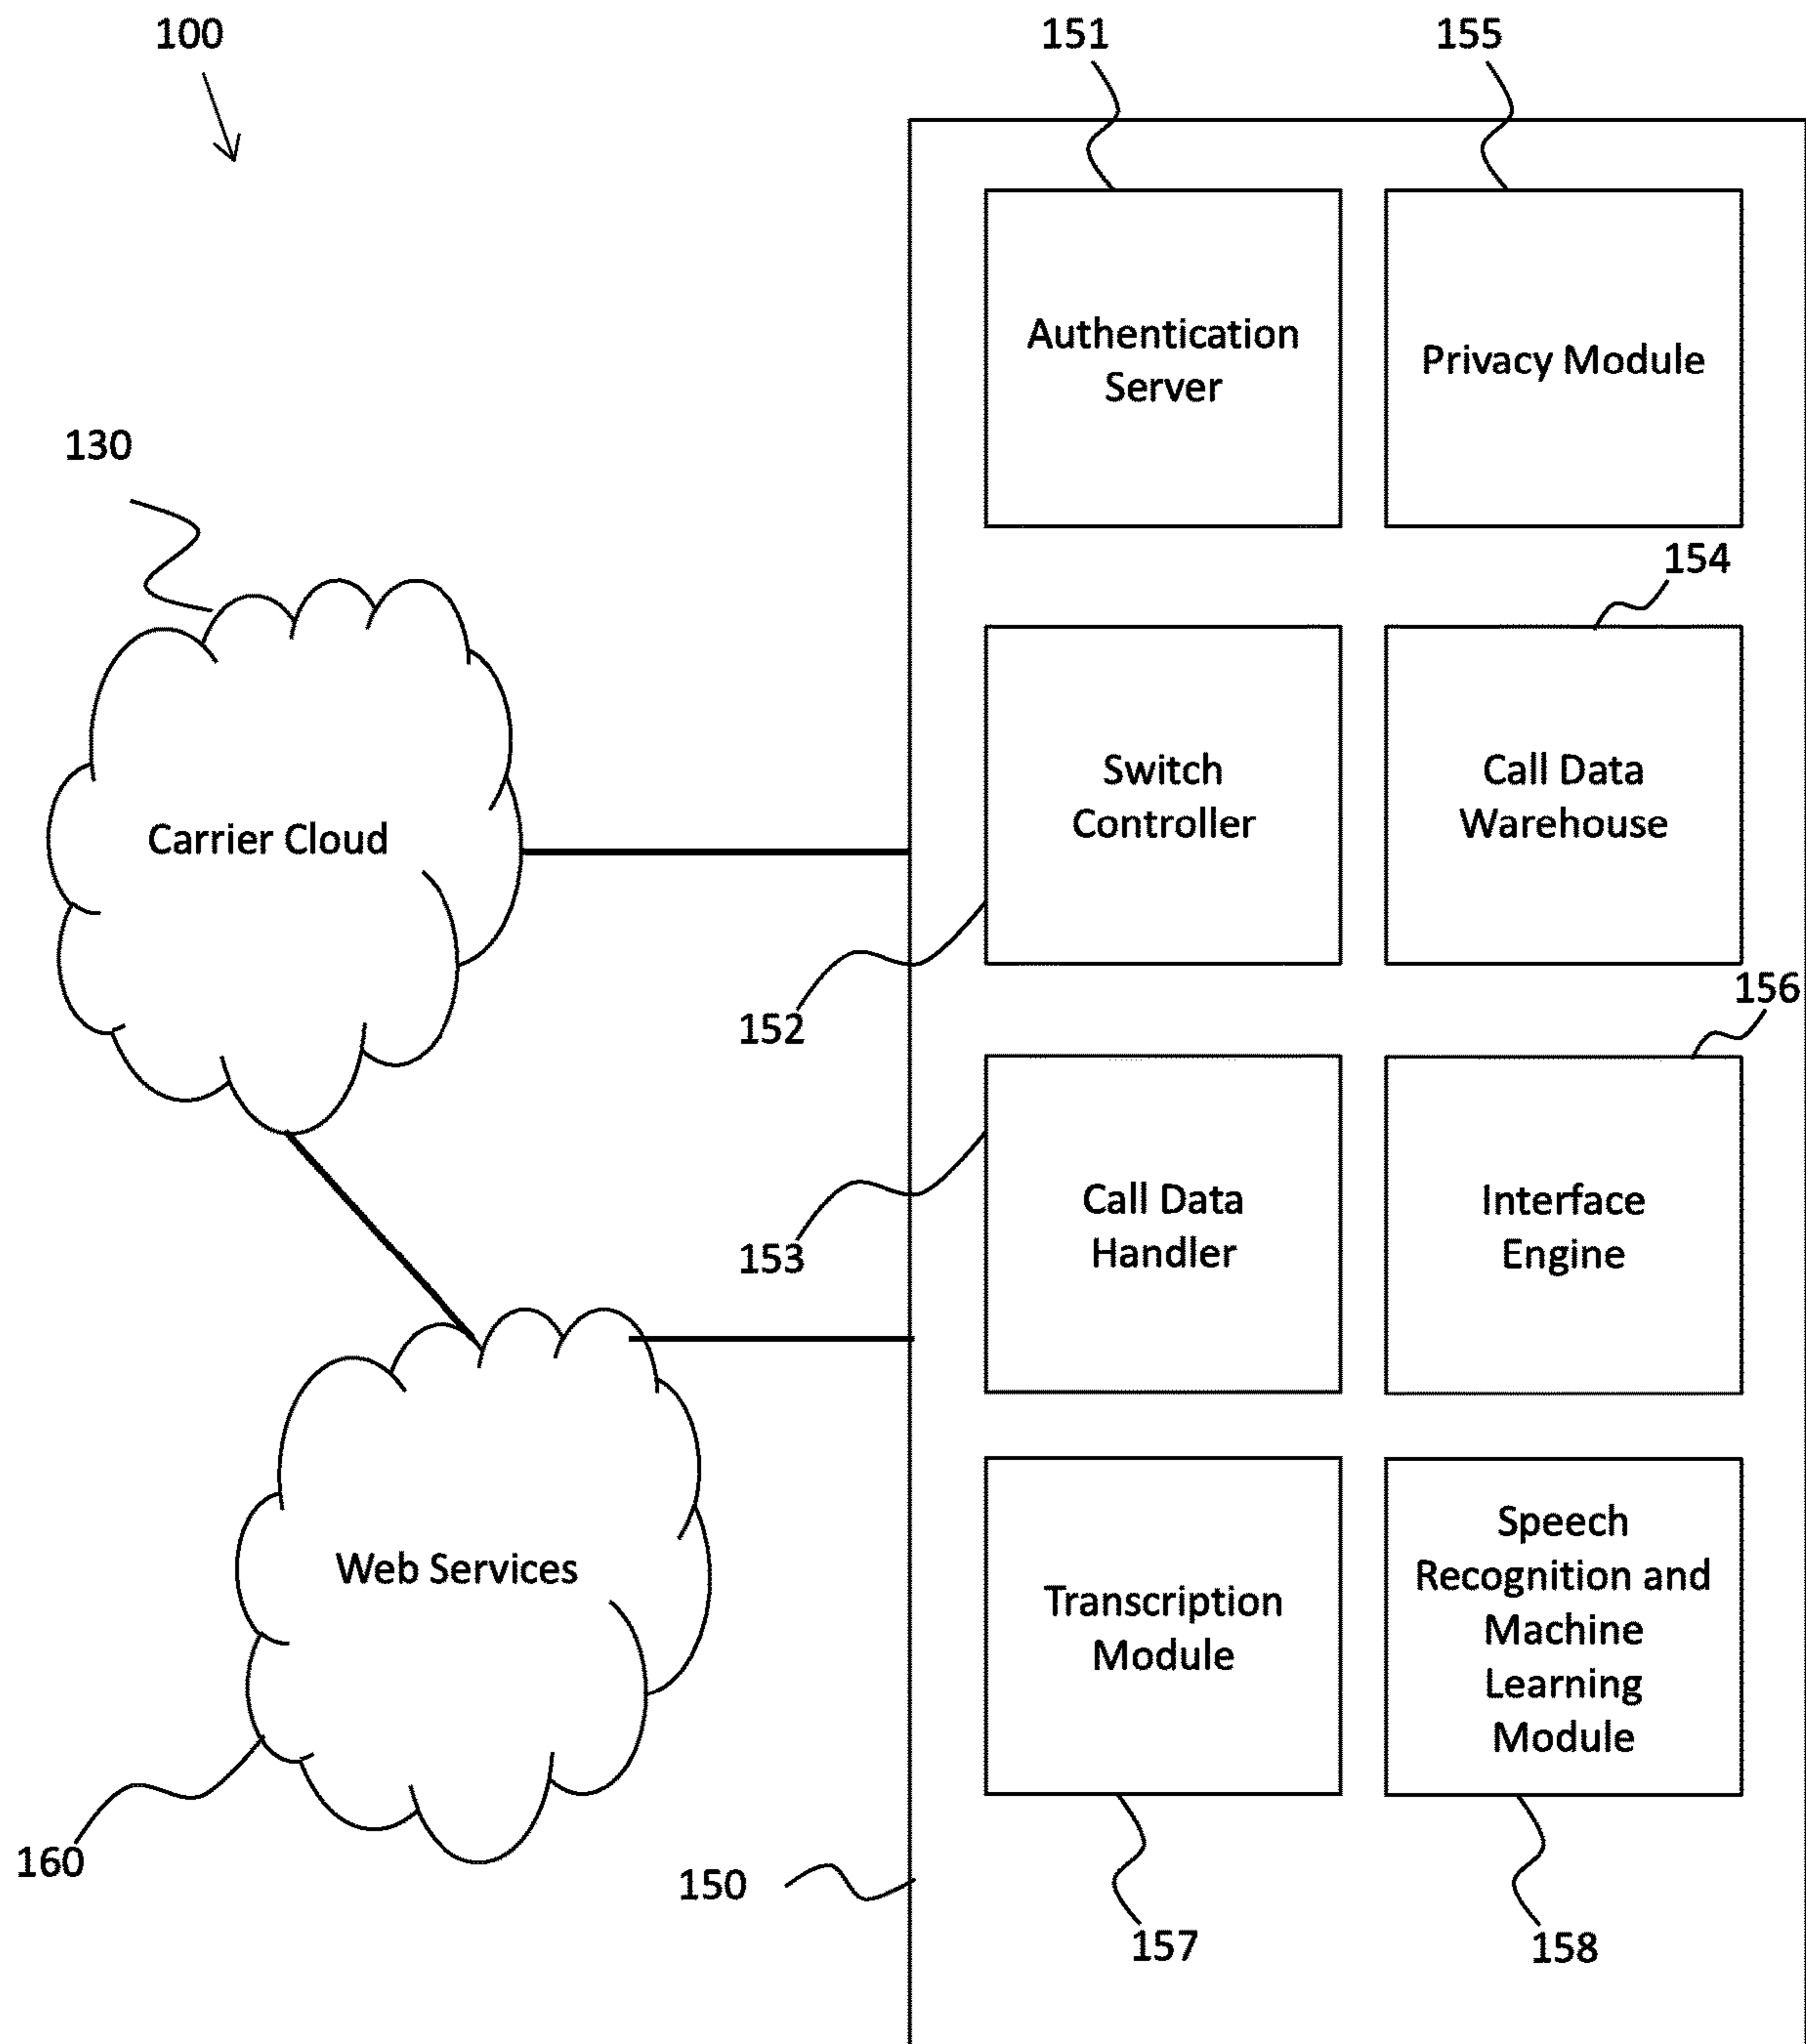 100
151
155
Authentication
Server
Privacy Module
130
154
Switch
Controller
Call Data
Warehouse
Carrier Cloud
152
156
Call Data
Handler
Interface
Engine
153
Web Services
Transcription
Module
Speech
Recognition and
Machine
Learning
Module
160
150
157
158